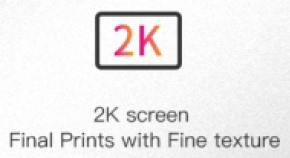 2K
2K screen
Final Prints with Fine texture